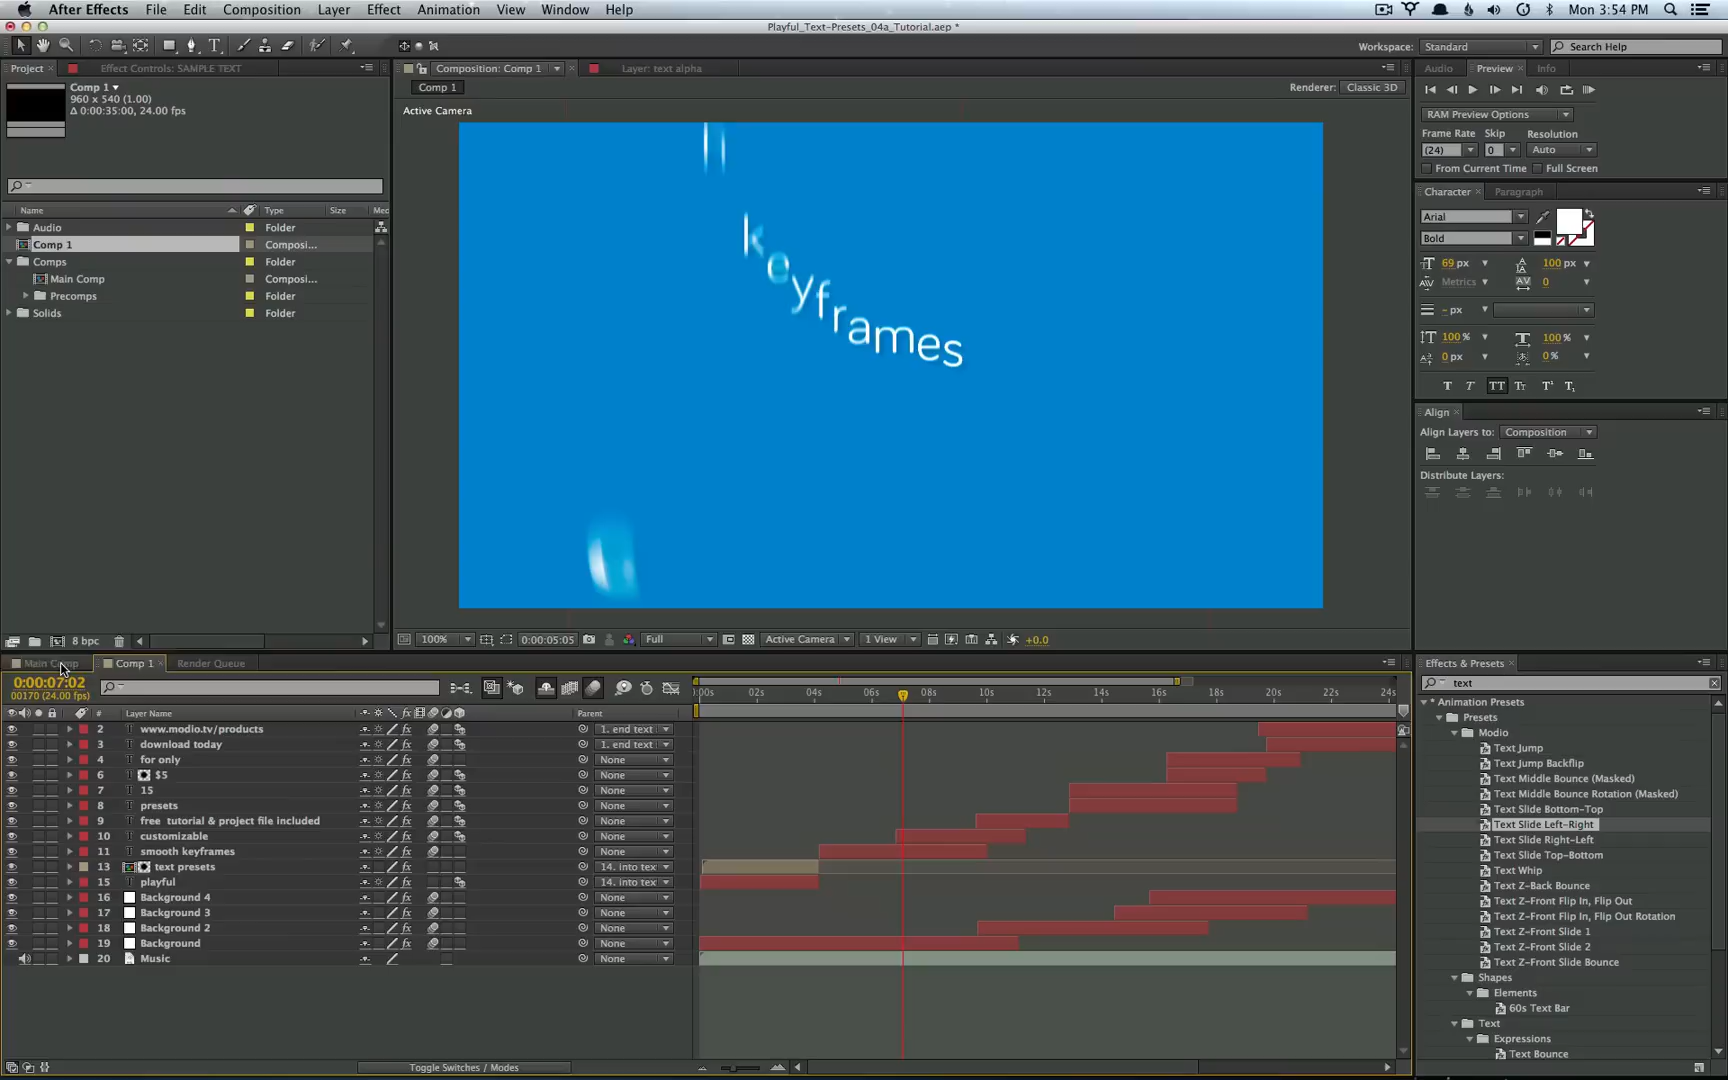 After Effects File Edit Composition Layer Effect Animation View Window Help Mon 3:54 PM
Playful_Text-Presets_04a_Tutorial.aep *
Workspace: Standard Search Help
Project Effect Controls: SAMPLE TEXT Composition: Comp 1 Layer: text alpha Audio Preview Info
Comp 1
960 x 540 (1.00)
Δ 0:00:35:00, 24.00 fps
Comp 1 Renderer: Classic 3D
Active Camera
RAM Preview Options
Frame Rate Skip Resolution
(24) 0 Auto
From Current Time Full Screen
Character Paragraph
Arial
Bold
69 px 100 px
Metrics 0
- px
100 % 100 %
0 px 0 %
T T TT Tt T T
Align
Align Layers to: Composition
Distribute Layers:
Name Type Size Med
Audio Folder
Comp 1 Composi...
Comps Folder
Main Comp Composi...
Precomps Folder
Solids Folder
keyframes
8 bpc
100% 0:00:05:05 Full Active Camera 1 View +0.0
Main Comp Comp 1 Render Queue
0:00:07:02
00170 (24.00 fps)
# Layer Name Parent
):00s 02s 04s 06s 08s 10s 12s 14s 16s 18s 20s 22s 24s
2 www.modio.tv/products 1. end text
3 download today 1. end text
4 for only None
6 $5 None
7 15 None
8 presets None
9 free tutorial & project file included None
10 customizable None
11 smooth keyframes None
13 text presets 14. into tex
15 playful 14. into tex
16 Background 4 None
17 Background 3 None
18 Background 2 None
19 Background None
20 Music None
Toggle Switches / Modes
Effects & Presets
text
* Animation Presets
Presets
Modio
Text Jump
Text Jump Backflip
Text Middle Bounce (Masked)
Text Middle Bounce Rotation (Masked)
Text Slide Bottom-Top
Text Slide Left-Right
Text Slide Right-Left
Text Slide Top-Bottom
Text Whip
Text Z-Back Bounce
Text Z-Front Flip In, Flip Out
Text Z-Front Flip In, Flip Out Rotation
Text Z-Front Slide 1
Text Z-Front Slide 2
Text Z-Front Slide Bounce
Shapes
Elements
60s Text Bar
Text
Expressions
Text Bounce